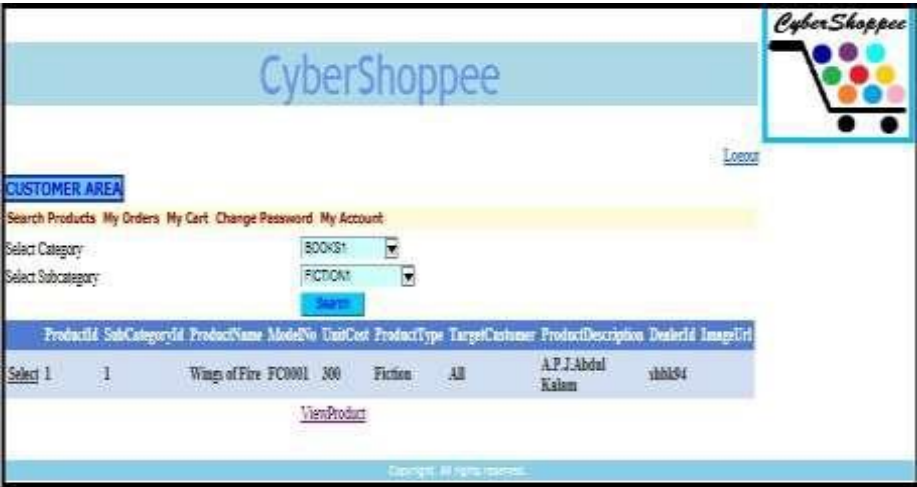 CyberShoppee
CyberShoppee
Logout
CUSTOMER AREA
Search Products My Orders My Cart Change Password My Account
Select Category BOOKS1
Select Subcategory FICTION1
Search
ProductId SubCategoryId ProductName ModelNo UnitCost ProductType TargetCustomer ProductDescription DealerId ImageUrl
Select 1 1 Wings of Fire FC0001 300 Fiction All A.P.J.Abdul
Kalam
ViewProduct
Copyright. All rights reserved.